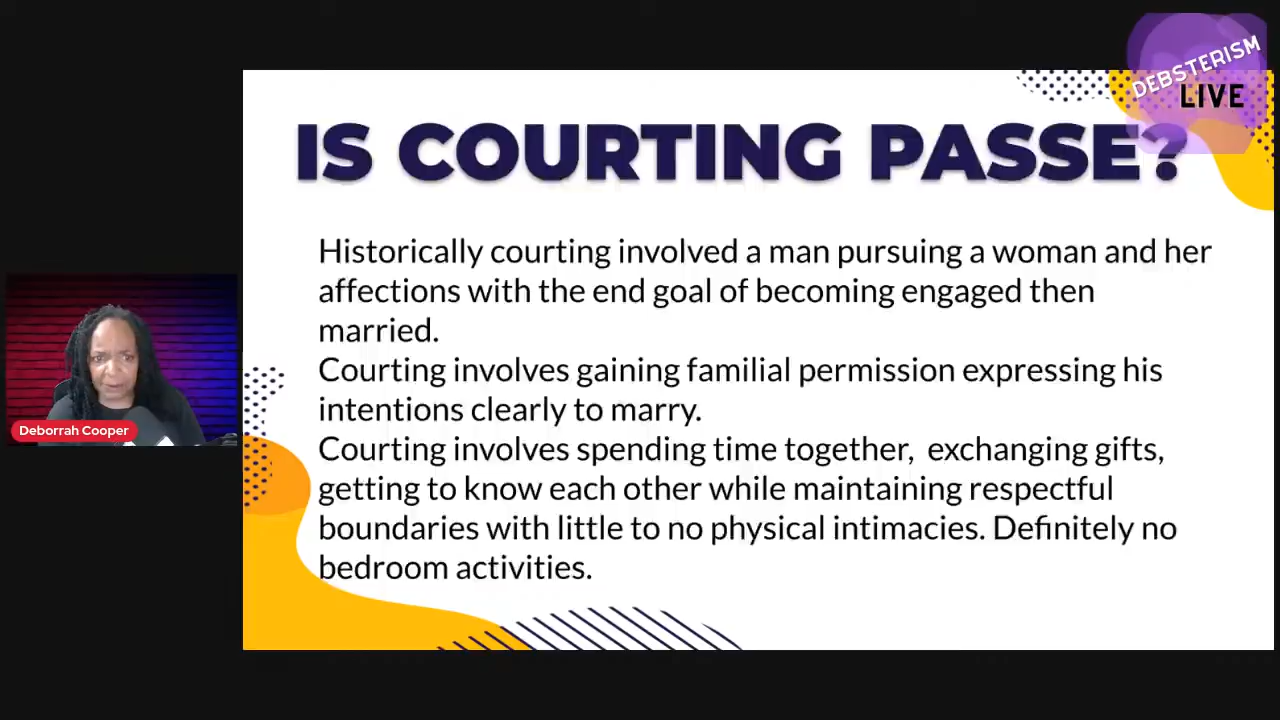 DEBSTERISM
LIVE
IS COURTING PASSE?
Historically courting involved a man pursuing a woman and her
affections with the end goal of becoming engaged then
married.
Courting involves gaining familial permission expressing his
intentions clearly to marry.
Courting involves spending time together,  exchanging gifts,
getting to know each other while maintaining respectful
boundaries with little to no physical intimacies. Definitely no
bedroom activities.
Deborrah Cooper